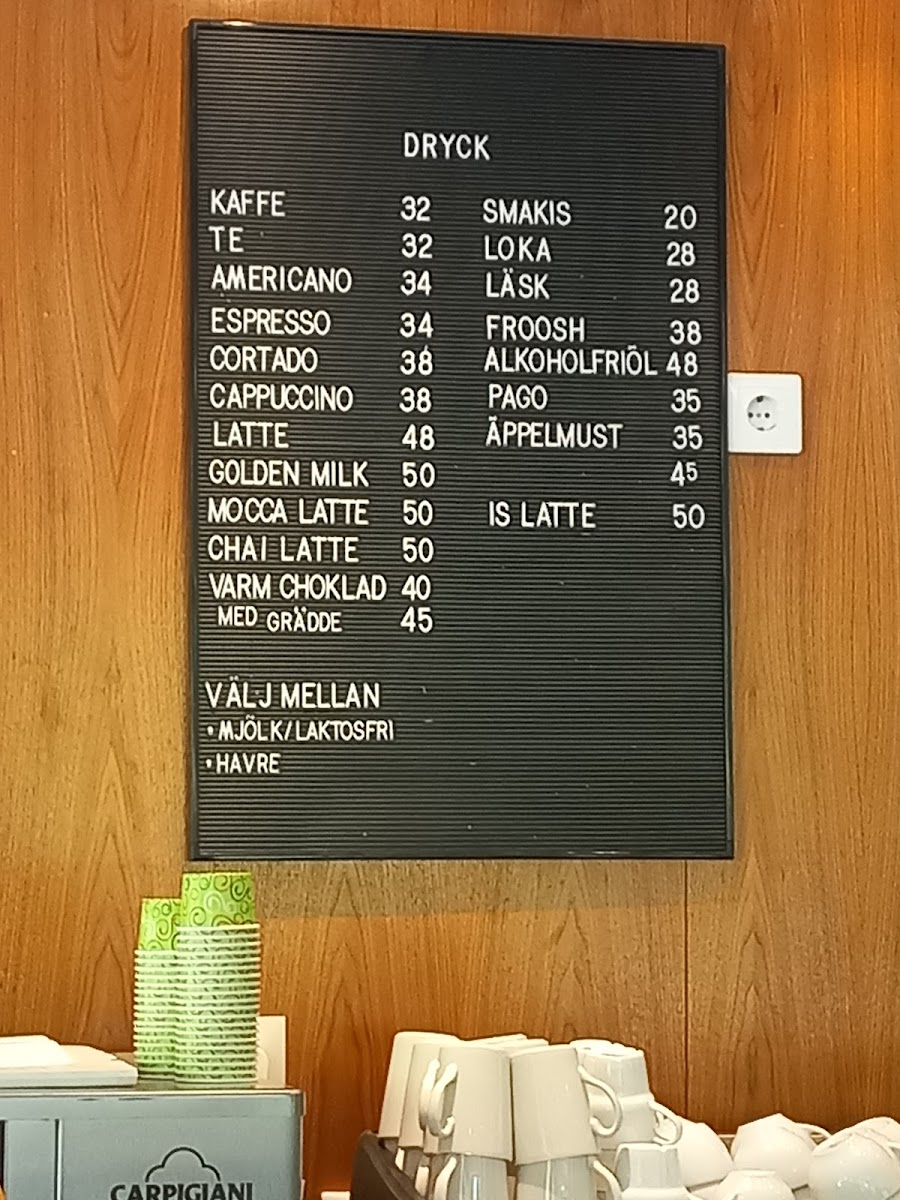 DRYCK
KAFFE 32
TE 32
AMERICANO 34
ESPRESSO 34
CORTADO 38
CAPPUCCINO 38
LATTE 48
GOLDEN MILK 50
MOCCA LATTE 50
CHAI LATTE 50
VARM CHOKLAD 40
MED GRÄDDE 45
VÄLJ MELLAN
• MJÖLK/LAKTOSFRI
• HAVRE
SMAKIS 20
LOKA 28
LÄSK 28
FROOSH 38
ALKOHOLFRIÖL 48
PAGO 35
ÄPPELMUST 35
45
IS LATTE 50
CARPIGIANI